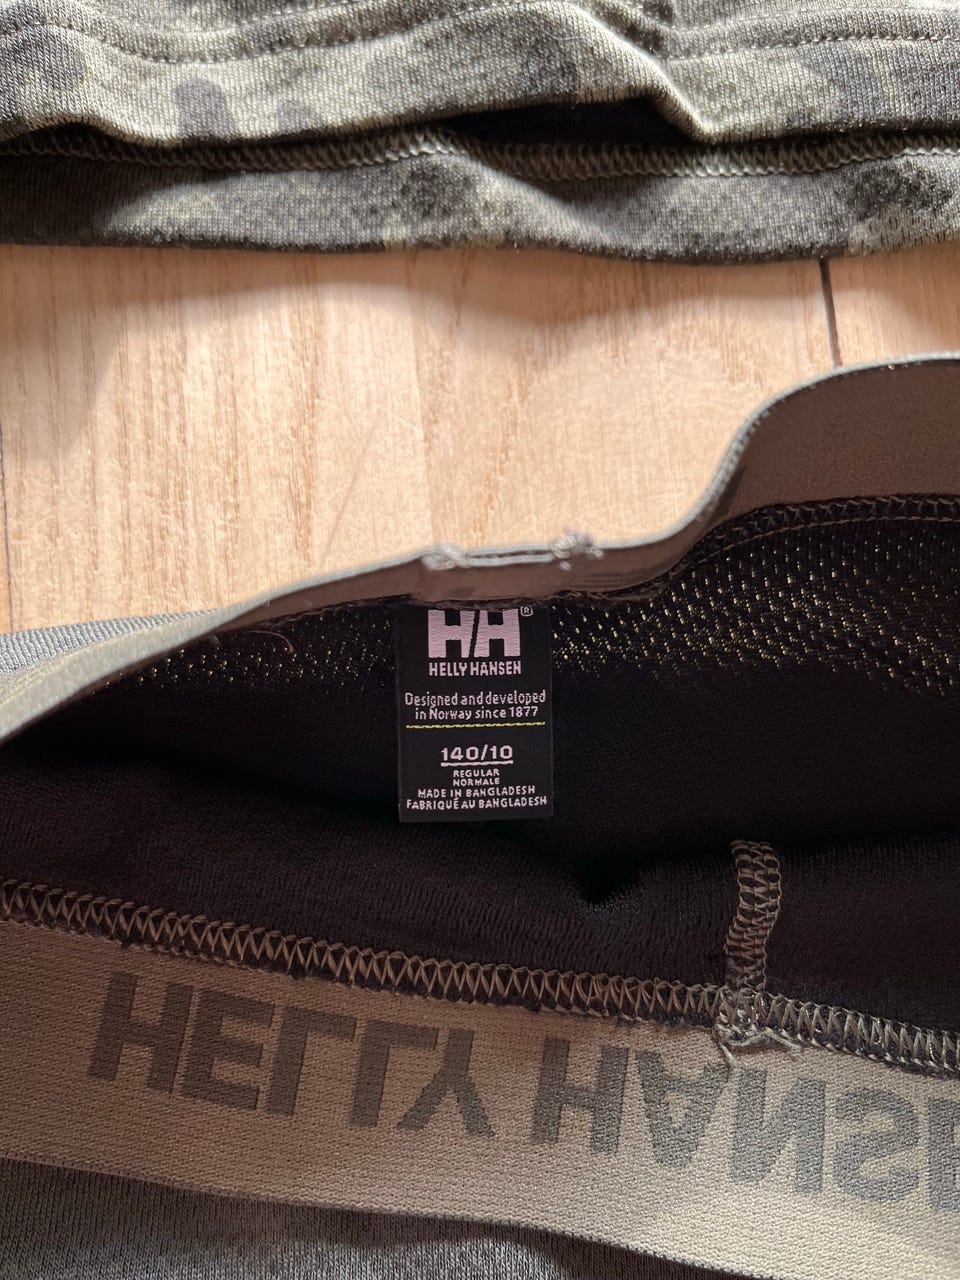 HH®
HELLY HANSEN
Designed and developed
in Norway since 1877
140/10
REGULAR
NORMALE
MADE IN BANGLADESH
FABRIQUÉ AU BANGLADESH
HELLY HANSEN